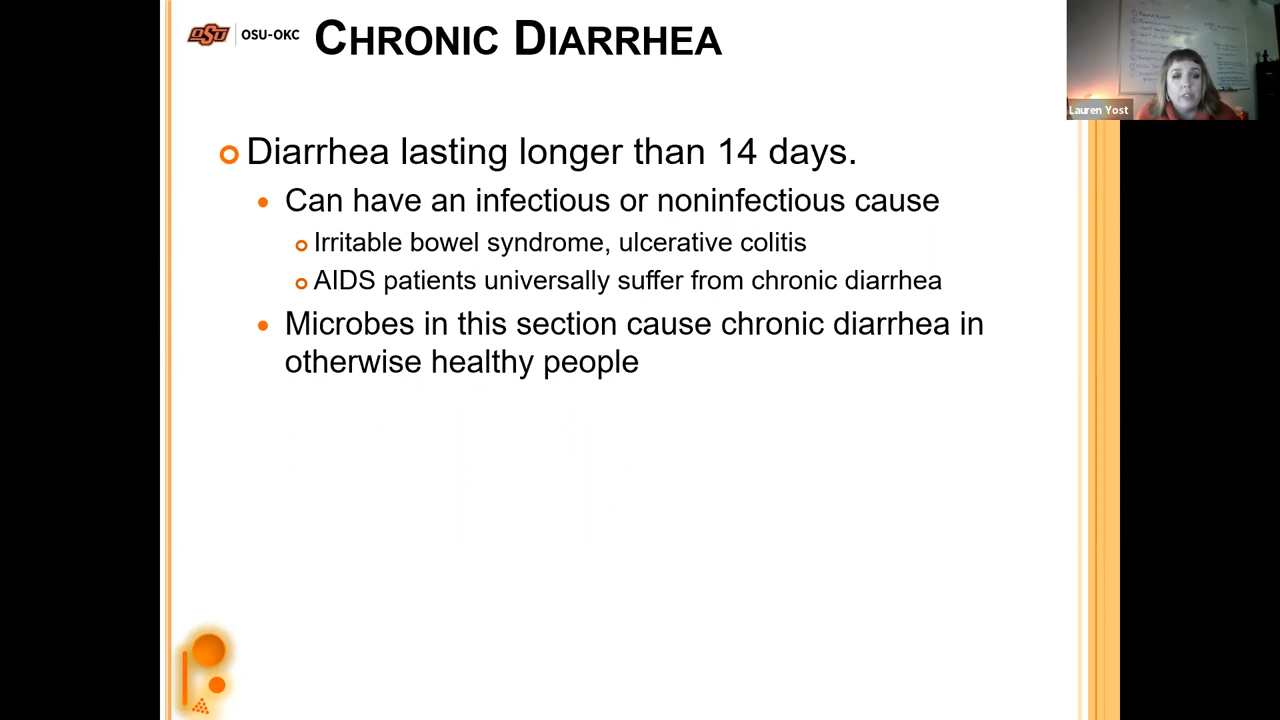 OSU
OSU-OKC
CHRONIC DIARRHEA
Lauren Yost
Diarrhea lasting longer than 14 days.
Can have an infectious or noninfectious cause
Irritable bowel syndrome, ulcerative colitis
AIDS patients universally suffer from chronic diarrhea
Microbes in this section cause chronic diarrhea in
otherwise healthy people